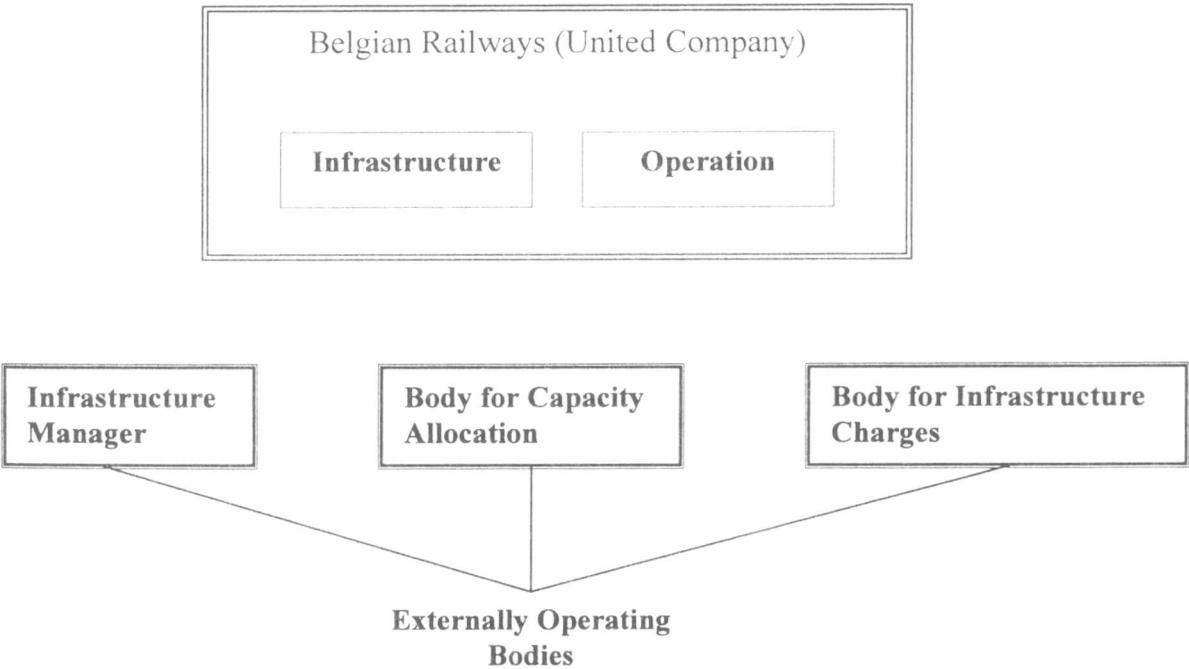 Belgian Railways (United Company)
Infrastructure
Operation
Infrastructure
Manager
Body for Capacity
Allocation
Body for Infrastructure
Charges
Externally Operating
Bodies